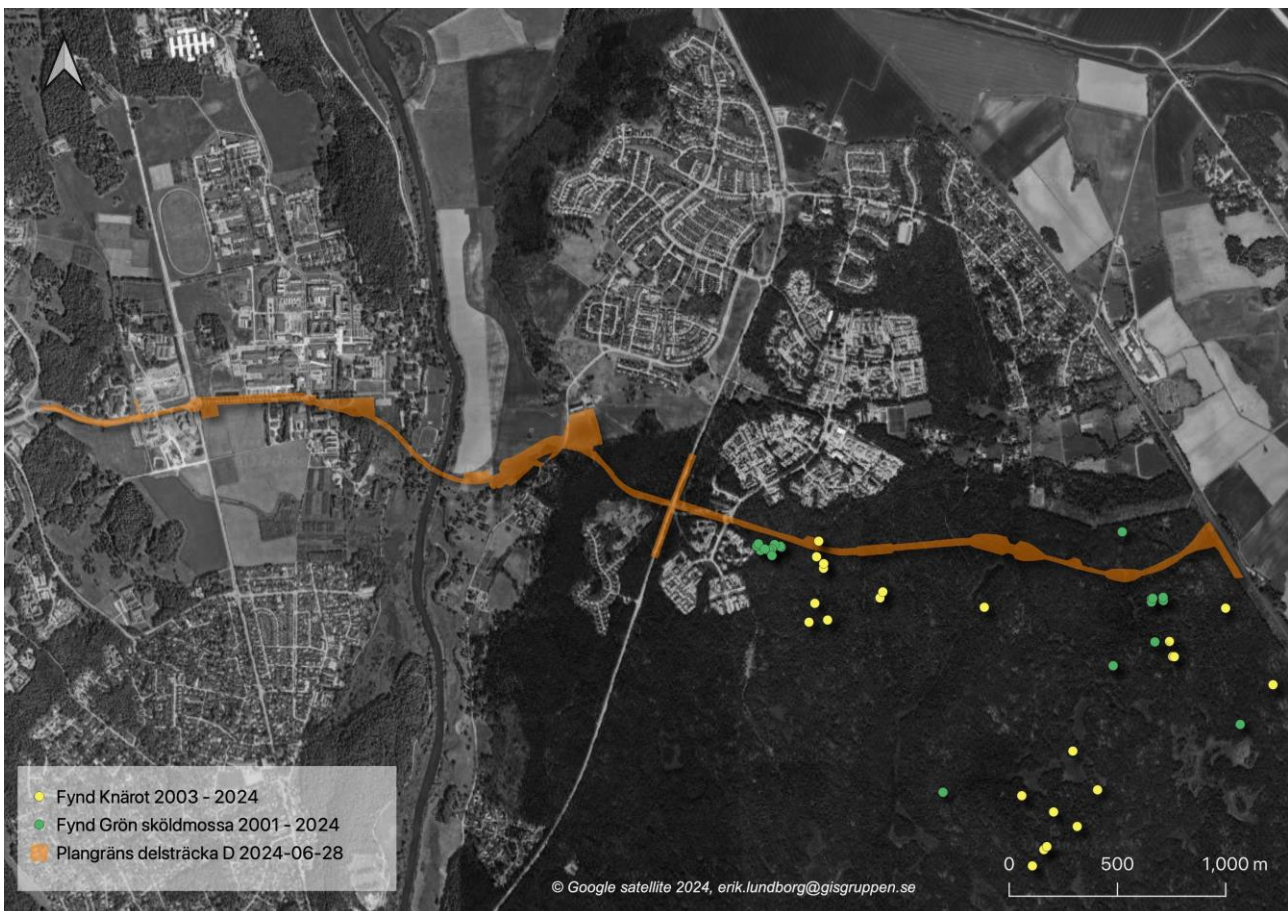 Fynd Knärot 2003 - 2024
Fynd Grön sköldmossa 2001 - 2024
Plangräns delsträcka D 2024-06-28
© Google satellite 2024, erik.lundborg@gisgruppen.se
0 500 1,000 m